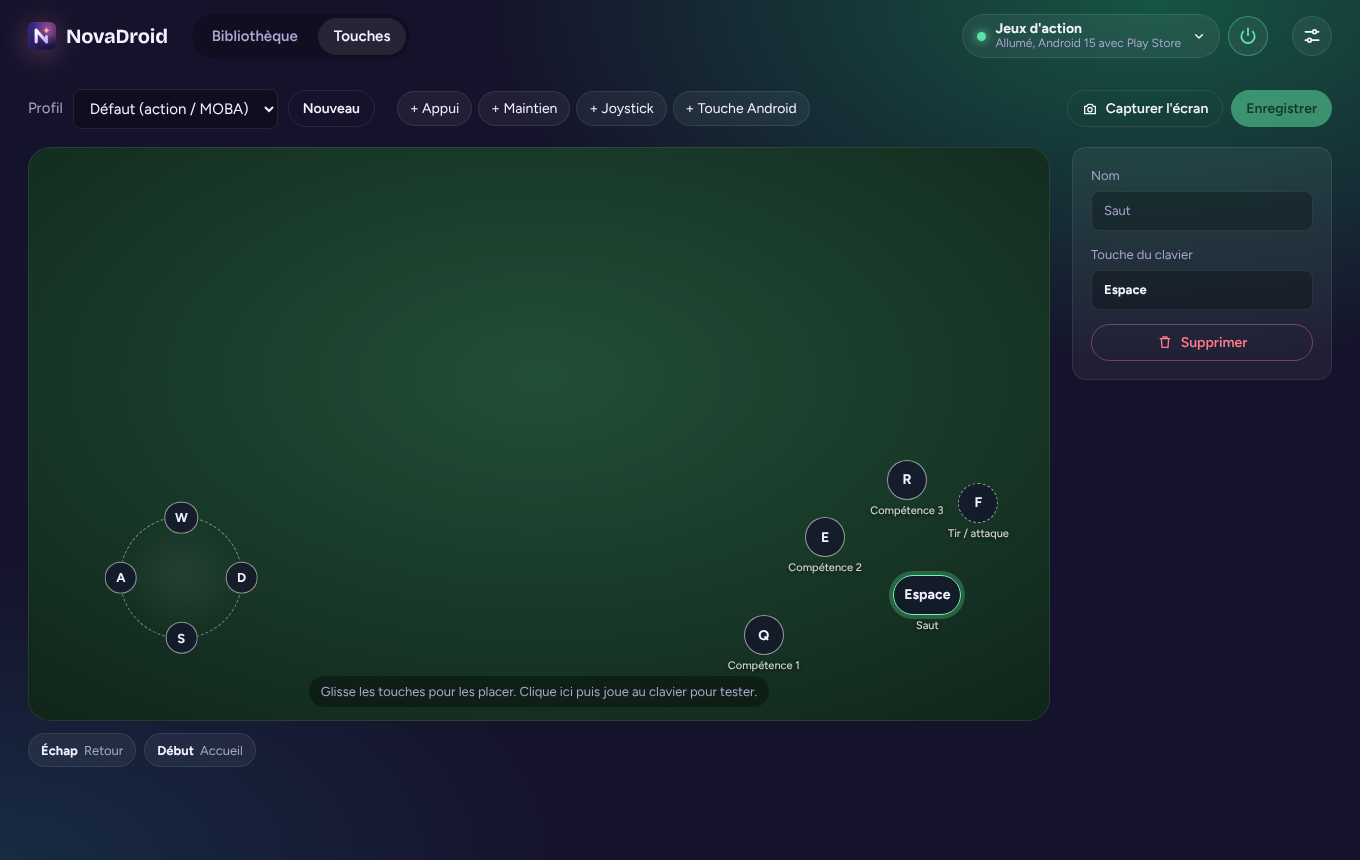 NovaDroid
Bibliothèque
Touches
Jeux d'action
Allumé, Android 15 avec Play Store
Profil
Défaut (action / MOBA)
Nouveau
+ Appui
+ Maintien
+ Joystick
+ Touche Android
Capturer l'écran
Enregistrer
Nom
Saut
Touche du clavier
Espace
Supprimer
R
Compétence 3
F
Tir / attaque
W
E
Compétence 2
A
D
Espace
Saut
S
Q
Compétence 1
Glisse les touches pour les placer. Clique ici puis joue au clavier pour tester.
Échap Retour
Début Accueil